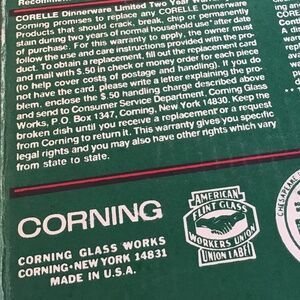 CORELLE Dinnerware Limited Two Year
Corning promises to replace any CORELLE Dinnerware
Products that should crack, break, chip or permanently
stain during two years of normal household use after date
of purchase. For this warranty to apply, the owner must
follow the use and care instructions provided with the pro
duct. To obtain a replacement, fill out the replacement card
and mail with $.50 in check or money order for each piece
(to help cover costs of packaging and handling). If you do
not have the card, please write a letter explaining the pro
blem. enclose the $.50 handling charge described above
and send to Consumer Service Department, Corning Glass
Works, P.O. Box 1347, Corning, New York 14830. Keep the
broken dish until you receive a replacement or a request
from Corning to return it. This warranty gives you specific
legal rights and you may also have other rights which vary
from state to state.
CORNING
CORNING GLASS WORKS
CORNING·NEW YORK 14831
MADE IN U.S.A.
AMERICAN
FLINT GLASS
WORKERS UNION
UNION LABEL
CHESAPEAKE